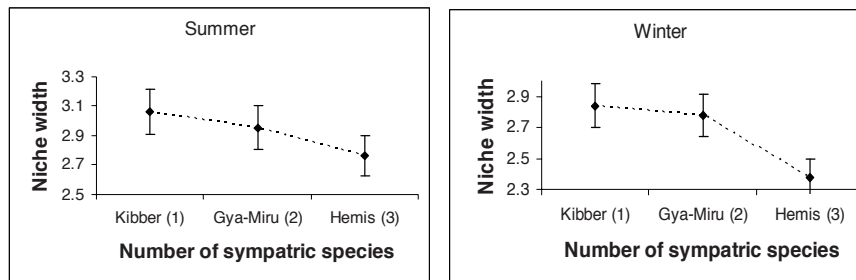 Summer
Niche width
3.3
3.1
2.9
2.7
2.5
Kibber (1) Gya-Miru (2) Hemis (3)
Number of sympatric species
Winter
Niche width
2.9
2.7
2.5
2.3
Kibber (1) Gya-Miru (2) Hemis (3)
Number of sympatric species